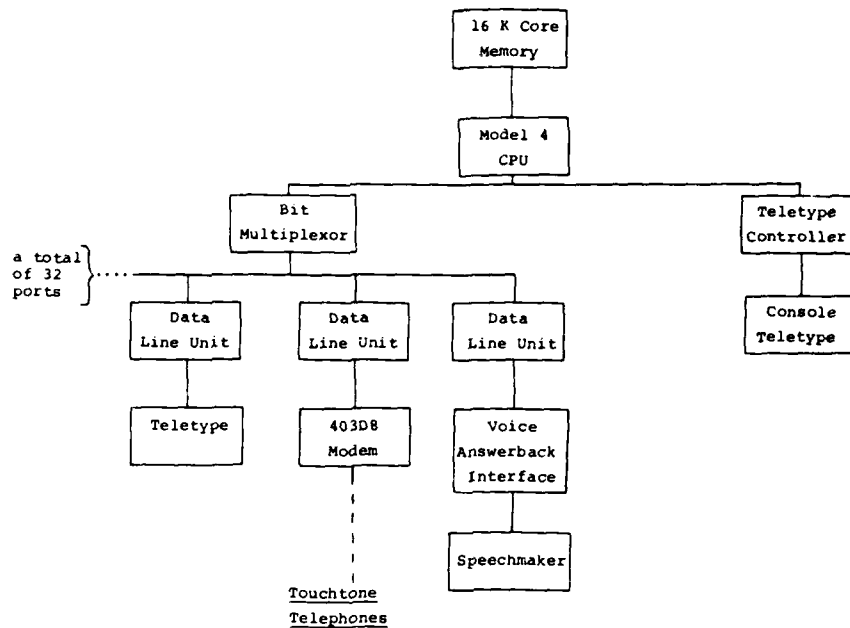 16 K Core
Memory
Model 4
CPU
Bit
Multiplexor
Teletype
Controller
a total
of 32
ports
Data
Line Unit
Data
Line Unit
Data
Line Unit
Console
Teletype
Teletype
403D8
Modem
Voice
Answerback
Interface
Speechmaker
Touchtone
Telephones